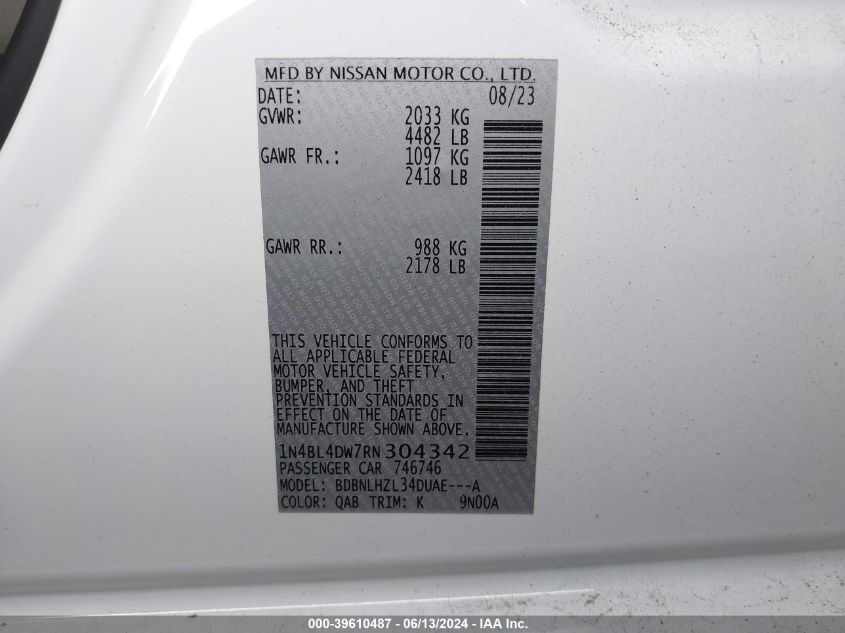 MFD BY NISSAN MOTOR CO., LTD.
DATE: 08/23
GVWR: 2033 KG
4482 LB
GAWR FR.: 1097 KG
2418 LB
GAWR RR.: 988 KG
2178 LB
THIS VEHICLE CONFORMS TO
ALL APPLICABLE FEDERAL
MOTOR VEHICLE SAFETY,
BUMPER, AND THEFT
PREVENTION STANDARDS IN
EFFECT ON THE DATE OF
MANUFACTURE SHOWN ABOVE.
1N4BL4DW7RN304342
PASSENGER CAR 746746
MODEL: BDBNLHZL34DUAE---A
COLOR: QAB TRIM: K 9N00A
000-39610487 - 06/13/2024 - IAA Inc.